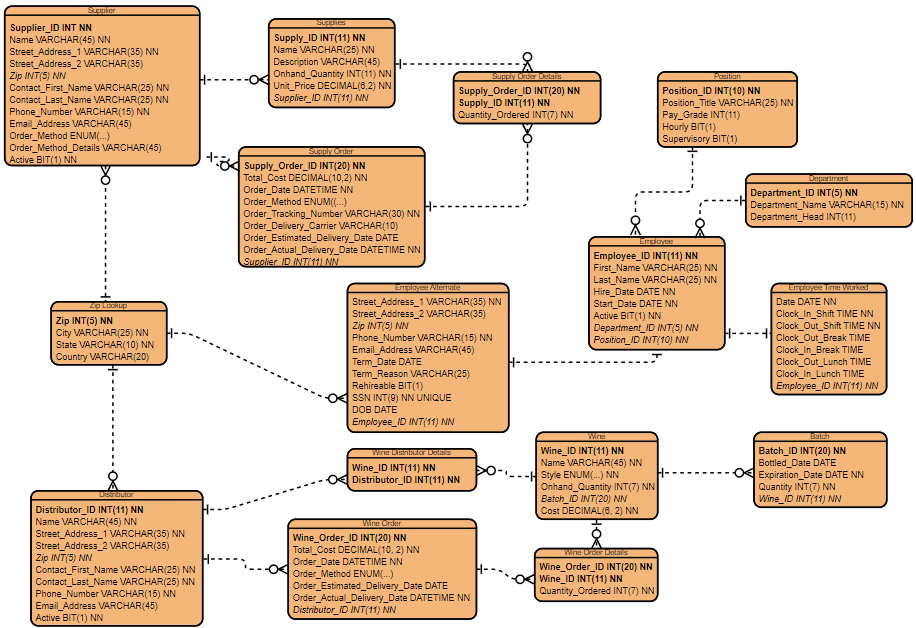 Supplier
Supplier_ID INT NN
Name VARCHAR(45) NN
Street_Address_1 VARCHAR(35) NN
Street_Address_2 VARCHAR(35)
Zip INT(5) NN
Contact_First_Name VARCHAR(25) NN
Contact_Last_Name VARCHAR(25) NN
Phone_Number VARCHAR(15) NN
Email_Address VARCHAR(45)
Order_Method ENUM(...)
Order_Method_Details VARCHAR(45)
Active BIT(1) NN
Supplies
Supply_ID INT(11) NN
Name VARCHAR(25) NN
Description VARCHAR(45)
Onhand_Quantity INT(11) NN
Unit_Price DECIMAL(6,2) NN
Supplier_ID INT(11) NN
Supply Order Details
Supply_Order_ID INT(20) NN
Supply_ID INT(11) NN
Quantity_Ordered INT(7) NN
Position
Position_ID INT(10) NN
Position_Title VARCHAR(25) NN
Pay_Grade INT(11)
Hourly BIT(1)
Supervisory BIT(1)
Supply Order
Supply_Order_ID INT(20) NN
Total_Cost DECIMAL(10,2) NN
Order_Date DATETIME NN
Order_Method ENUM((...)
Order_Tracking_Number VARCHAR(30) NN
Order_Delivery_Carrier VARCHAR(10)
Order_Estimated_Delivery_Date DATE
Order_Actual_Delivery_Date DATETIME NN
Supplier_ID INT(11) NN
Department
Department_ID INT(5) NN
Department_Name VARCHAR(15) NN
Department_Head INT(11)
Employee
Employee_ID INT(11) NN
First_Name VARCHAR(25) NN
Last_Name VARCHAR(25) NN
Hire_Date DATE NN
Start_Date DATE NN
Active BIT(1) NN
Department_ID INT(5) NN
Position_ID INT(10) NN
Employee Time Worked
Date DATE NN
Clock_In_Shift TIME NN
Clock_Out_Shift TIME NN
Clock_Out_Break TIME
Clock_In_Break TIME
Clock_Out_Lunch TIME
Clock_In_Lunch TIME
Employee_ID INT(11) NN
Zip Lookup
Zip INT(5) NN
City VARCHAR(25) NN
State VARCHAR(10) NN
Country VARCHAR(20)
Employee Alternate
Street_Address_1 VARCHAR(35) NN
Street_Address_2 VARCHAR(35)
Zip INT(5) NN
Phone_Number VARCHAR(15) NN
Email_Address VARCHAR(45)
Term_Date DATE
Term_Reason VARCHAR(25)
Rehireable BIT(1)
SSN INT(9) NN UNIQUE
DOB DATE
Employee_ID INT(11) NN
Wine Distributor Details
Wine_ID INT(11) NN
Distributor_ID INT(11) NN
Wine
Wine_ID INT(11) NN
Name VARCHAR(45) NN
Style ENUM(...) NN
Onhand_Quantity INT(7) NN
Batch_ID INT(20) NN
Cost DECIMAL(6, 2) NN
Batch
Batch_ID INT(20) NN
Bottled_Date DATE
Expiration_Date DATE NN
Quantity INT(7) NN
Wine_ID INT(11) NN
Distributor
Distributor_ID INT(11) NN
Name VARCHAR(45) NN
Street_Address_1 VARCHAR(35) NN
Street_Address_2 VARCHAR(35)
Zip INT(5) NN
Contact_First_Name VARCHAR(25) NN
Contact_Last_Name VARCHAR(25) NN
Phone_Number VARCHAR(15) NN
Email_Address VARCHAR(45)
Active BIT(1) NN
Wine Order
Wine_Order_ID INT(20) NN
Total_Cost DECIMAL(10, 2) NN
Order_Date DATETIME NN
Order_Method ENUM(...)
Order_Estimated_Delivery_Date DATE
Order_Actual_Delivery_Date DATETIME NN
Distributor_ID INT(11) NN
Wine Order Details
Wine_Order_ID INT(20) NN
Wine_ID INT(11) NN
Quantity_Ordered INT(7) NN